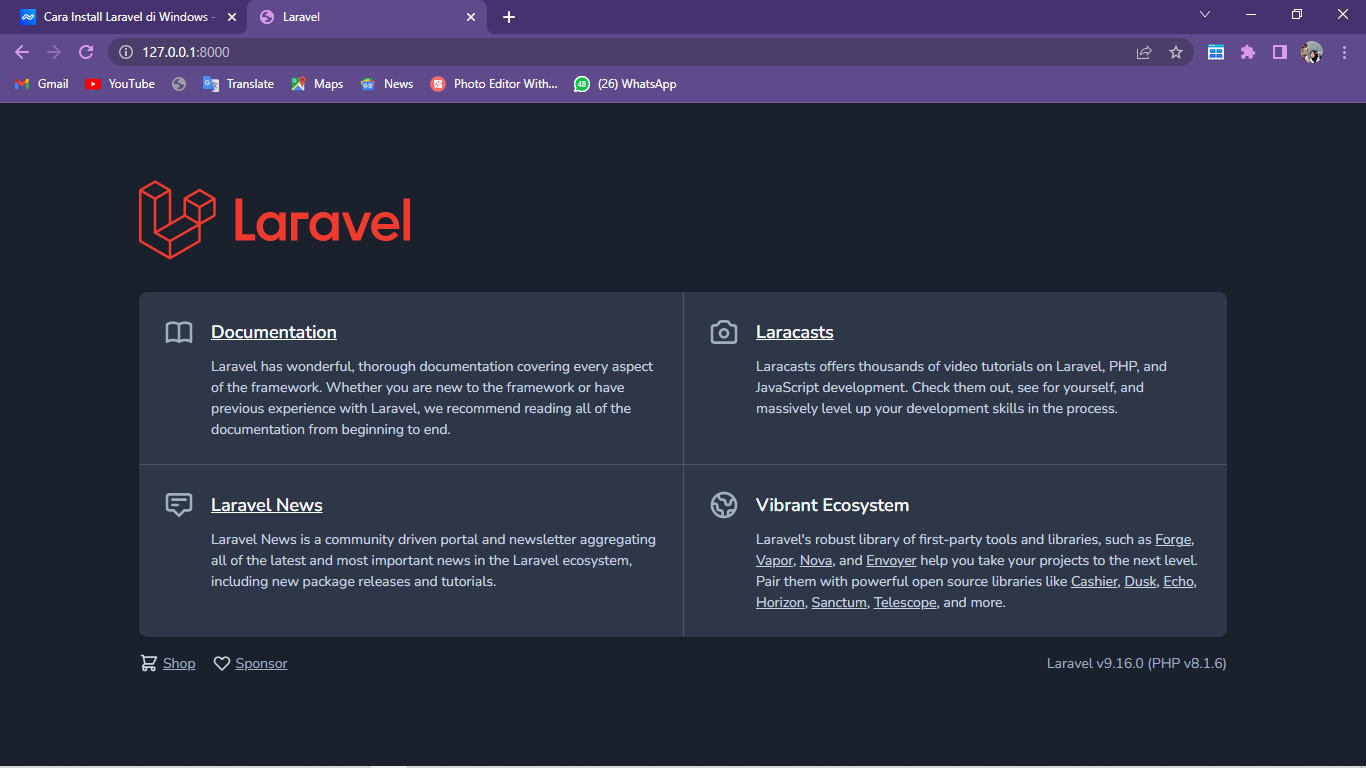 Cara Install Laravel di Windows -
Laravel
127.0.0.1:8000
Gmail
YouTube
Translate
Maps
News
Photo Editor With...
48
(26) WhatsApp
Laravel
Documentation
Laravel has wonderful, thorough documentation covering every aspect
of the framework. Whether you are new to the framework or have
previous experience with Laravel, we recommend reading all of the
documentation from beginning to end.
Laracasts
Laracasts offers thousands of video tutorials on Laravel, PHP, and
JavaScript development. Check them out, see for yourself, and
massively level up your development skills in the process.
Laravel News
Laravel News is a community driven portal and newsletter aggregating
all of the latest and most important news in the Laravel ecosystem,
including new package releases and tutorials.
Vibrant Ecosystem
Laravel's robust library of first-party tools and libraries, such as Forge,
Vapor, Nova, and Envoyer help you take your projects to the next level.
Pair them with powerful open source libraries like Cashier, Dusk, Echo,
Horizon, Sanctum, Telescope, and more.
Shop
Sponsor
Laravel v9.16.0 (PHP v8.1.6)